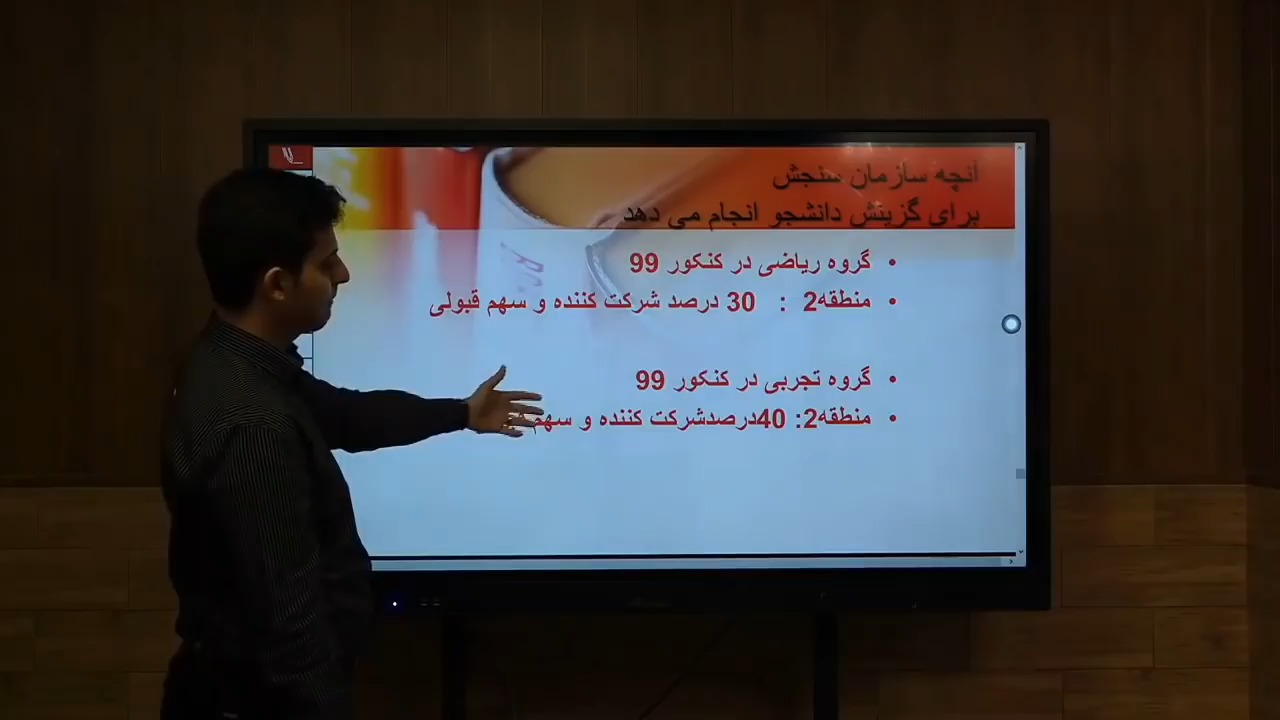 آنچه سازمان سنجش
برای گزینش دانشجو انجام می دهد
• گروه ریاضی در کنکور 99
• منطقه2 : 30 درصد شرکت کننده و سهم قبولی
• گروه تجربی در کنکور 99
• منطقه2: 40درصدشرکت کننده و سهم